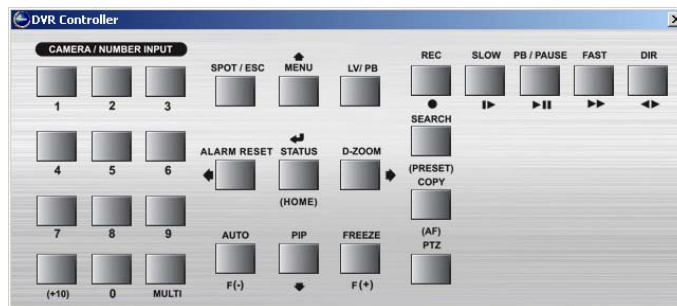 DVR Controller
CAMERA / NUMBER INPUT
SPOT / ESC MENU LV/ PB
REC SLOW PB / PAUSE FAST DIR
1 2 3
SEARCH
4 5 6
ALARM RESET STATUS D-ZOOM
(HOME)
(PRESET)
COPY
7 8 9
AUTO PIP FREEZE
(AF)
PTZ
F(-) F(+)
(+10) 0 MULTI